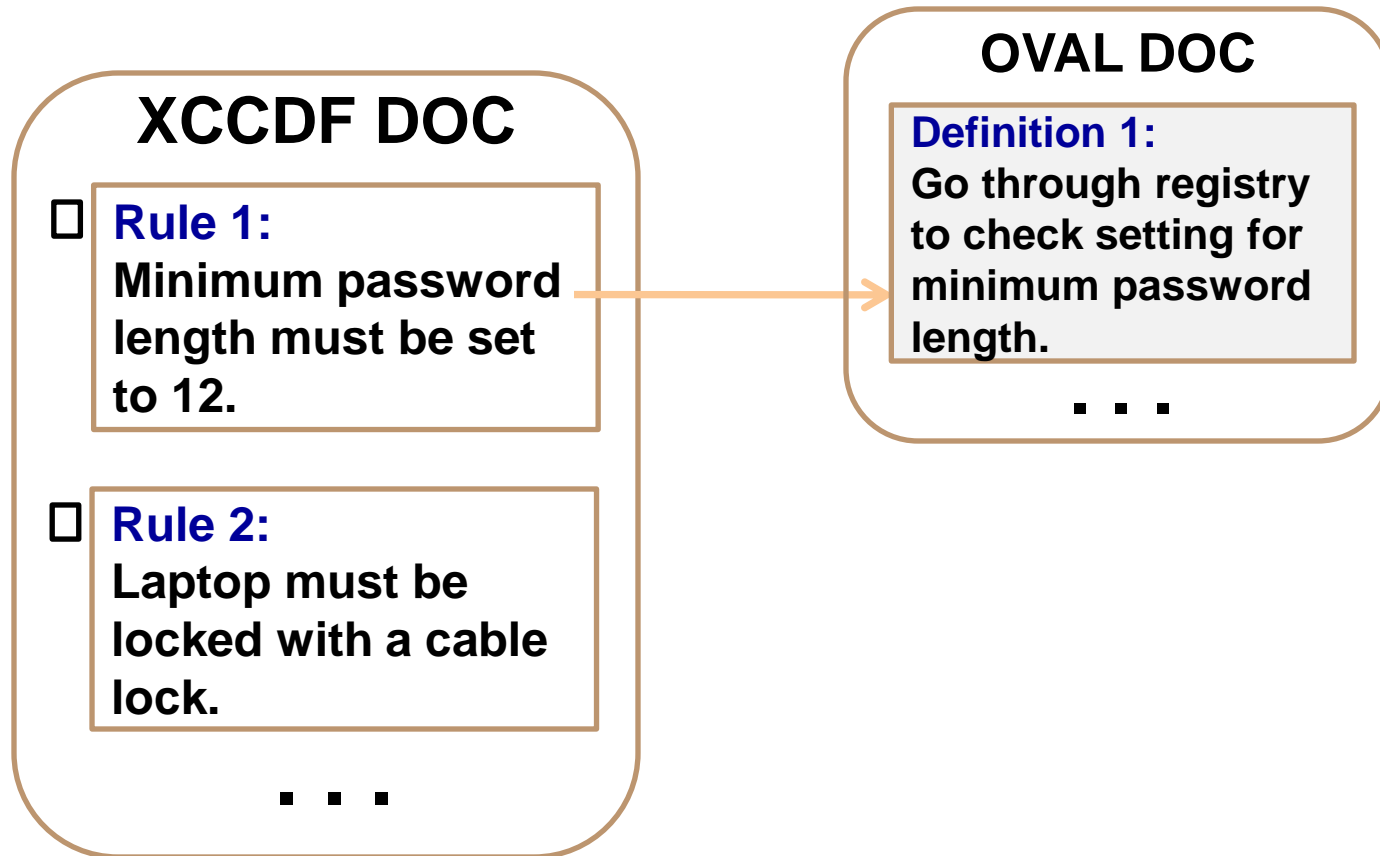 XCCDF DOC
Rule 1:
Minimum password
length must be set
to 12.
Rule 2:
Laptop must be
locked with a cable
lock.
. . .
OVAL DOC
Definition 1:
Go through registry
to check setting for
minimum password
length.
. . .